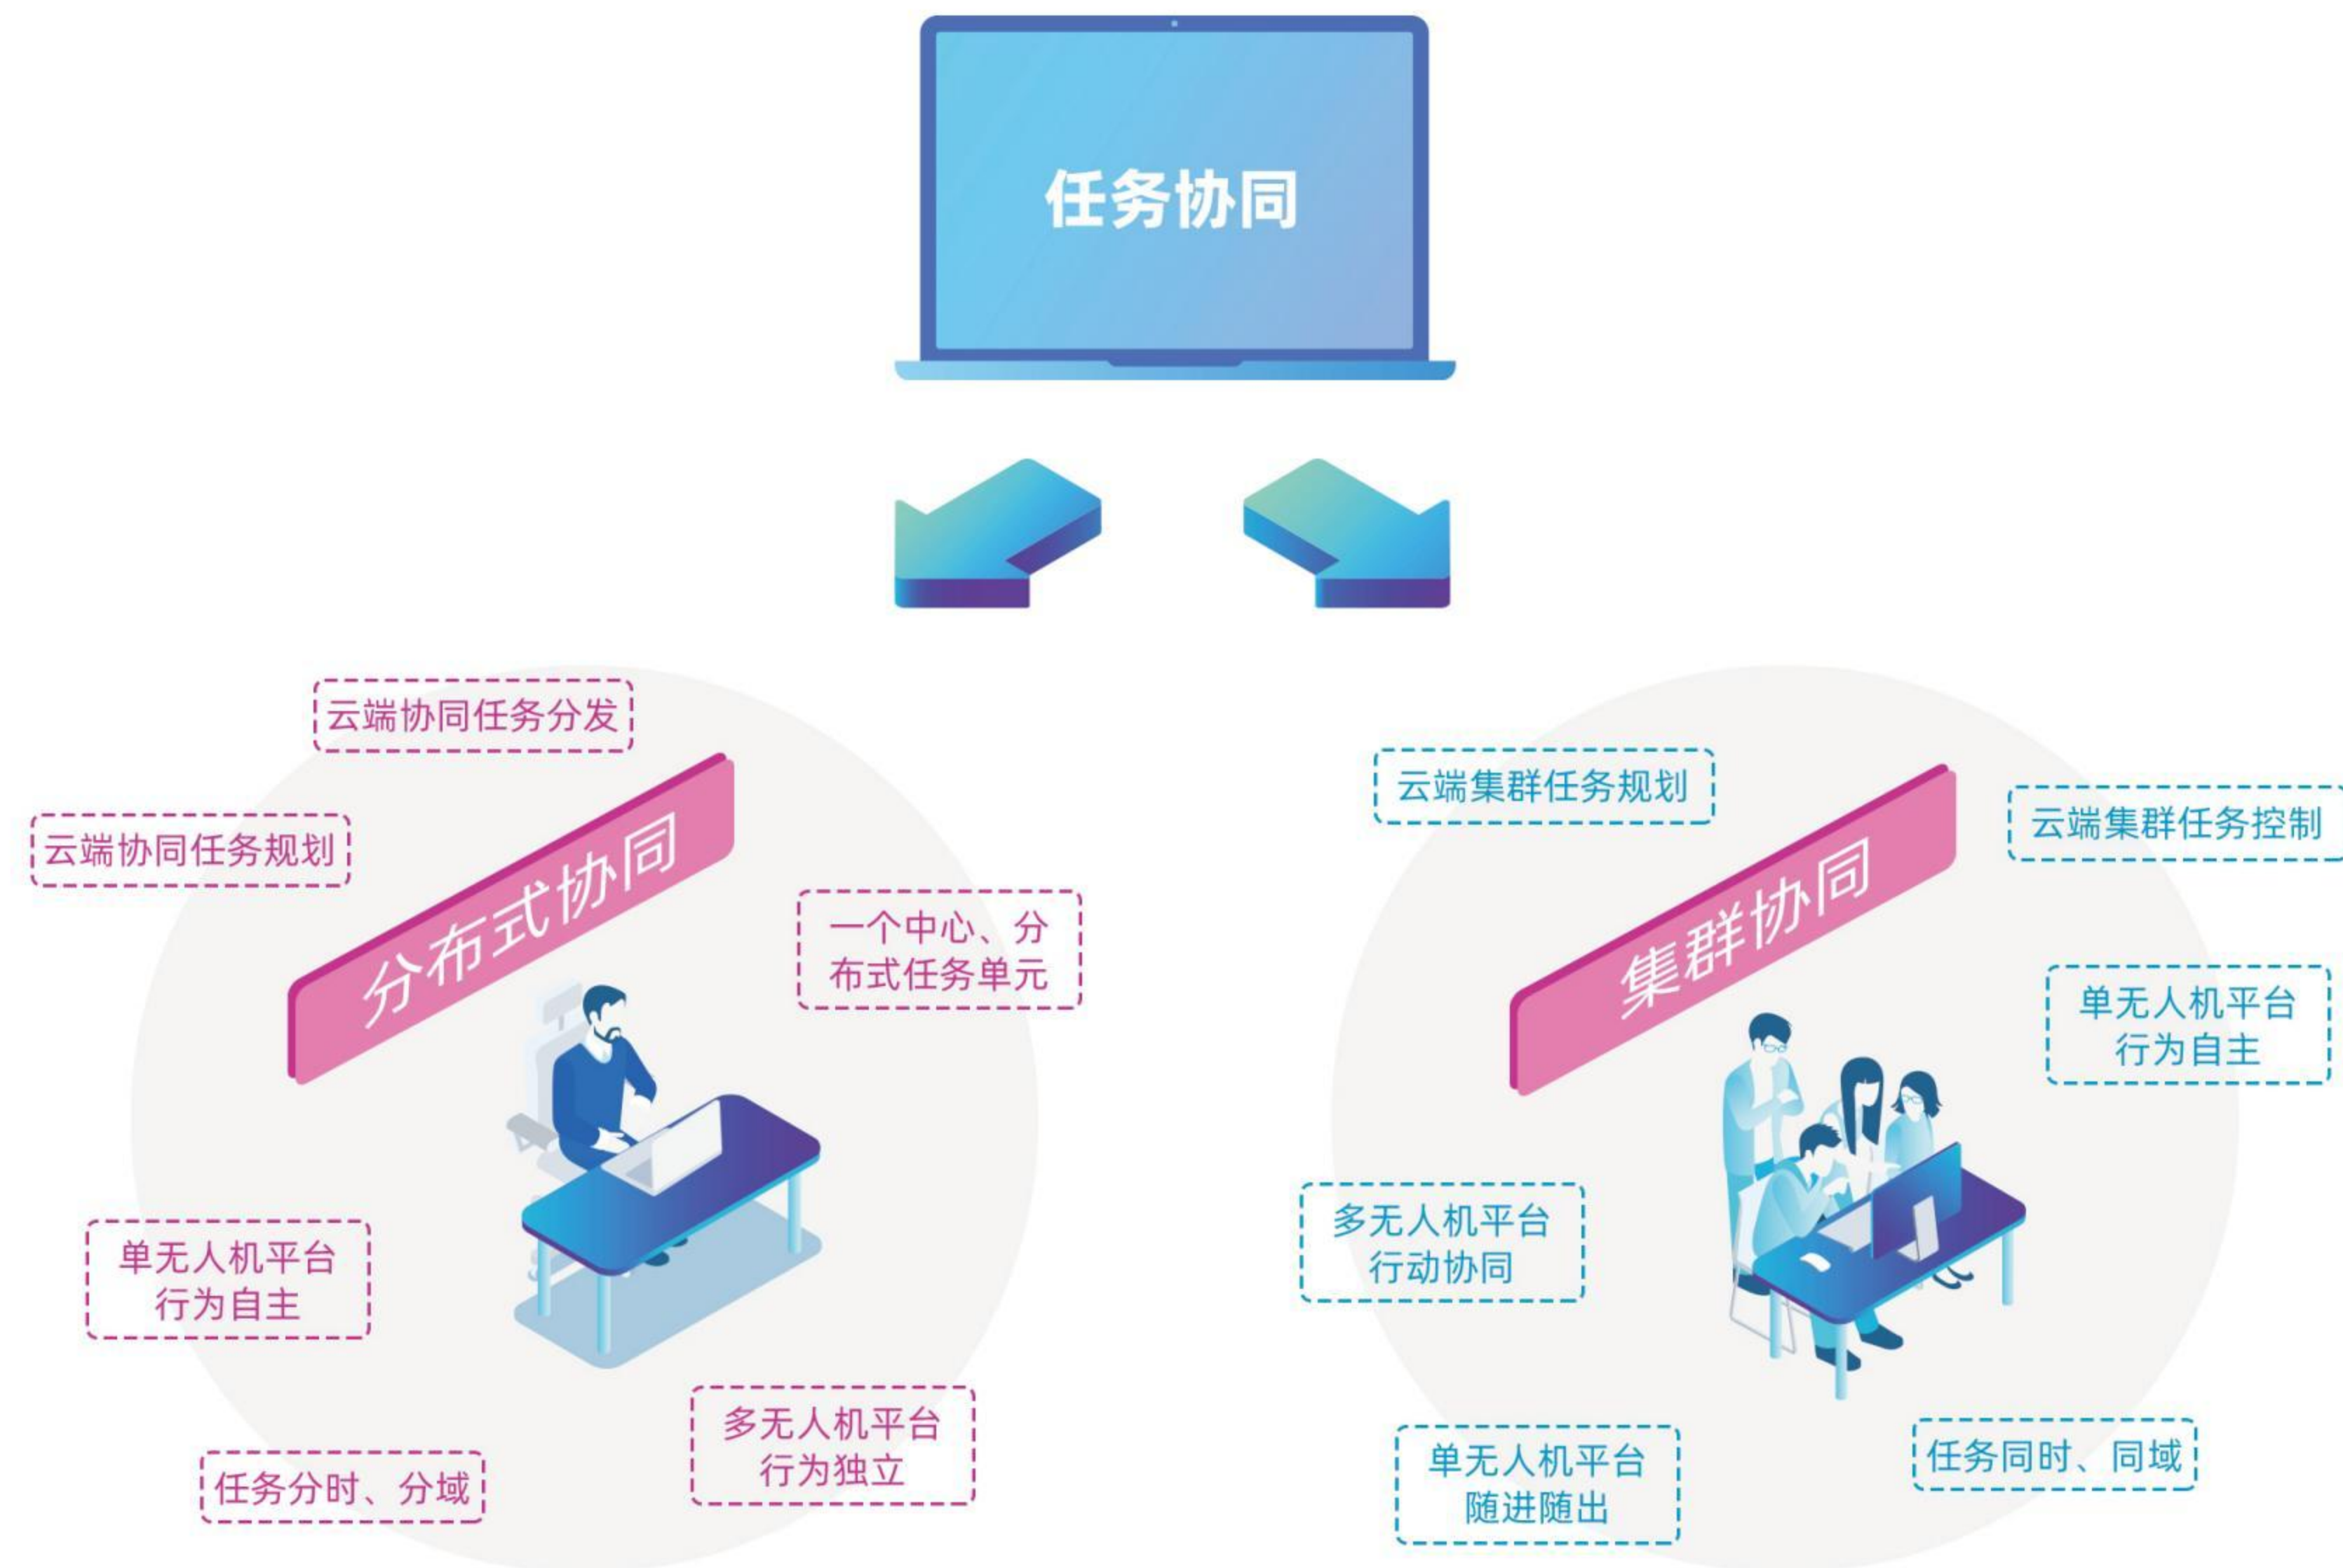 任务协同
云端协同任务分发
云端协同任务规划
分布式协同
一个中心、分
布式任务单元
单无人机平台
行为自主
多无人机平台
行为独立
任务分时、分域
云端集群任务规划
云端集群任务控制
集群协同
单无人机平台
行为自主
多无人机平台
行动协同
单无人机平台
随进随出
任务同时、同域